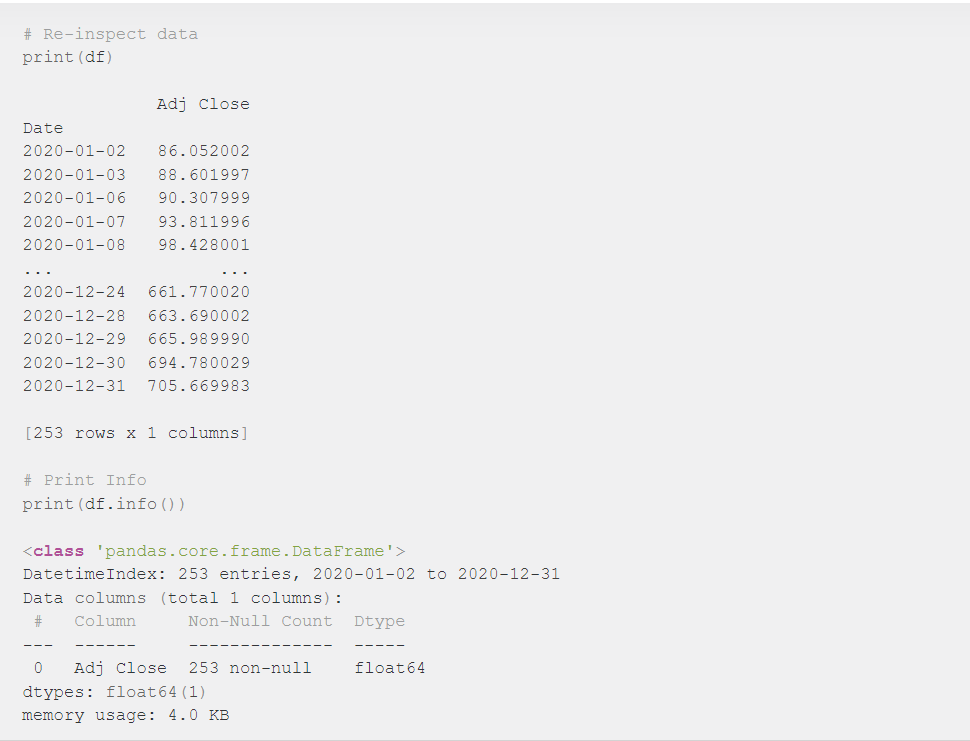 # Re-inspect data
print(df)
Adj Close
Date
2020-01-02   86.052002
2020-01-03   88.601997
2020-01-06   90.307999
2020-01-07   93.811996
2020-01-08   98.428001
...                ...
2020-12-24  661.770020
2020-12-28  663.690002
2020-12-29  665.989990
2020-12-30  694.780029
2020-12-31  705.669983
[253 rows x 1 columns]
# Print Info
print(df.info())
<class 'pandas.core.frame.DataFrame'>
DatetimeIndex: 253 entries, 2020-01-02 to 2020-12-31
Data columns (total 1 columns):
 #   Column     Non-Null Count  Dtype
---  ------     --------------  -----
 0   Adj Close  253 non-null    float64
dtypes: float64(1)
memory usage: 4.0 KB